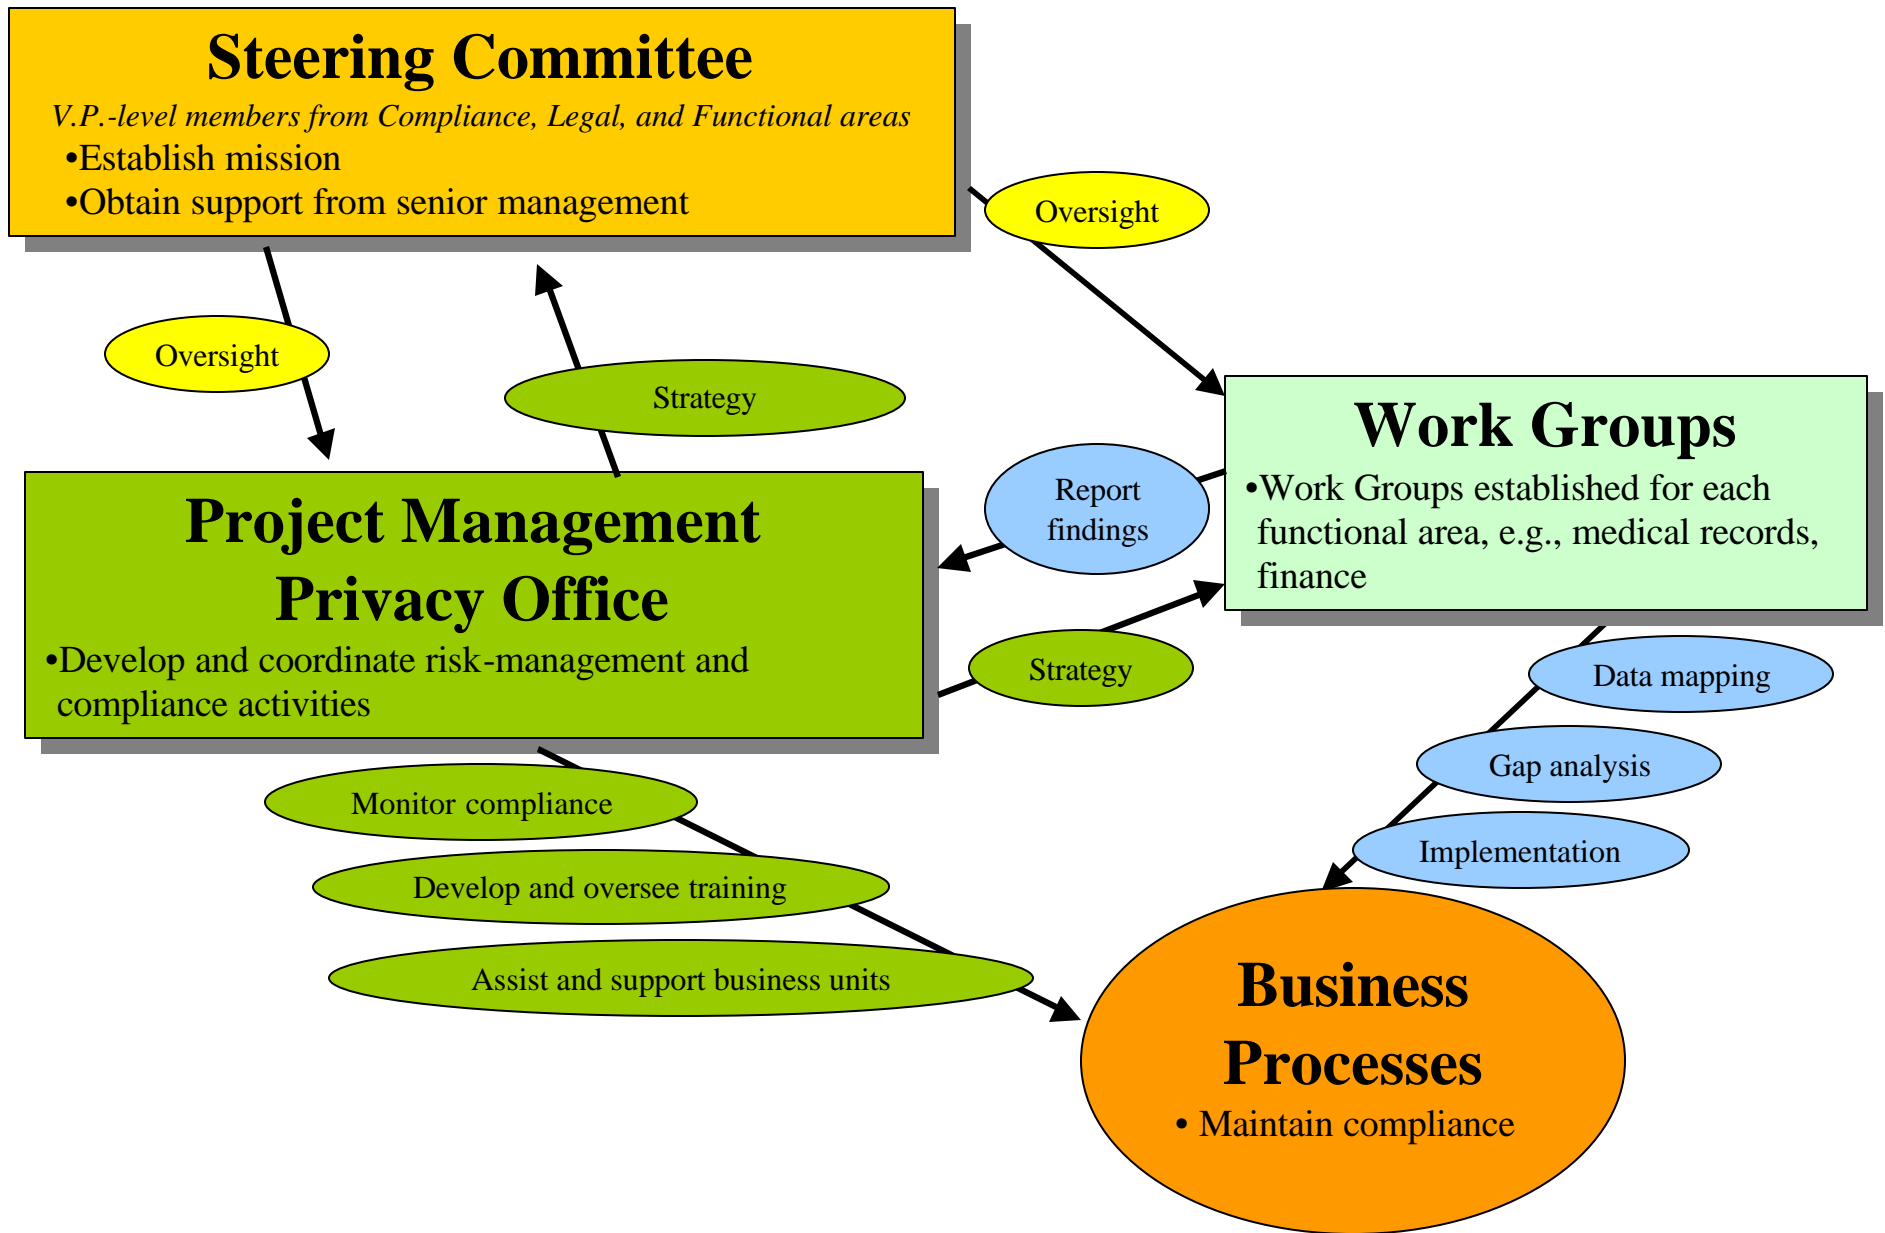 Steering Committee
V.P.-level members from Compliance, Legal, and Functional areas
•Establish mission
•Obtain support from senior management
Oversight
Oversight
Strategy
Work Groups
•Work Groups established for each
functional area, e.g., medical records,
finance
Report
findings
Project Management
Privacy Office
•Develop and coordinate risk-management and
compliance activities
Strategy
Data mapping
Gap analysis
Implementation
Monitor compliance
Develop and oversee training
Assist and support business units
Business
Processes
• Maintain compliance